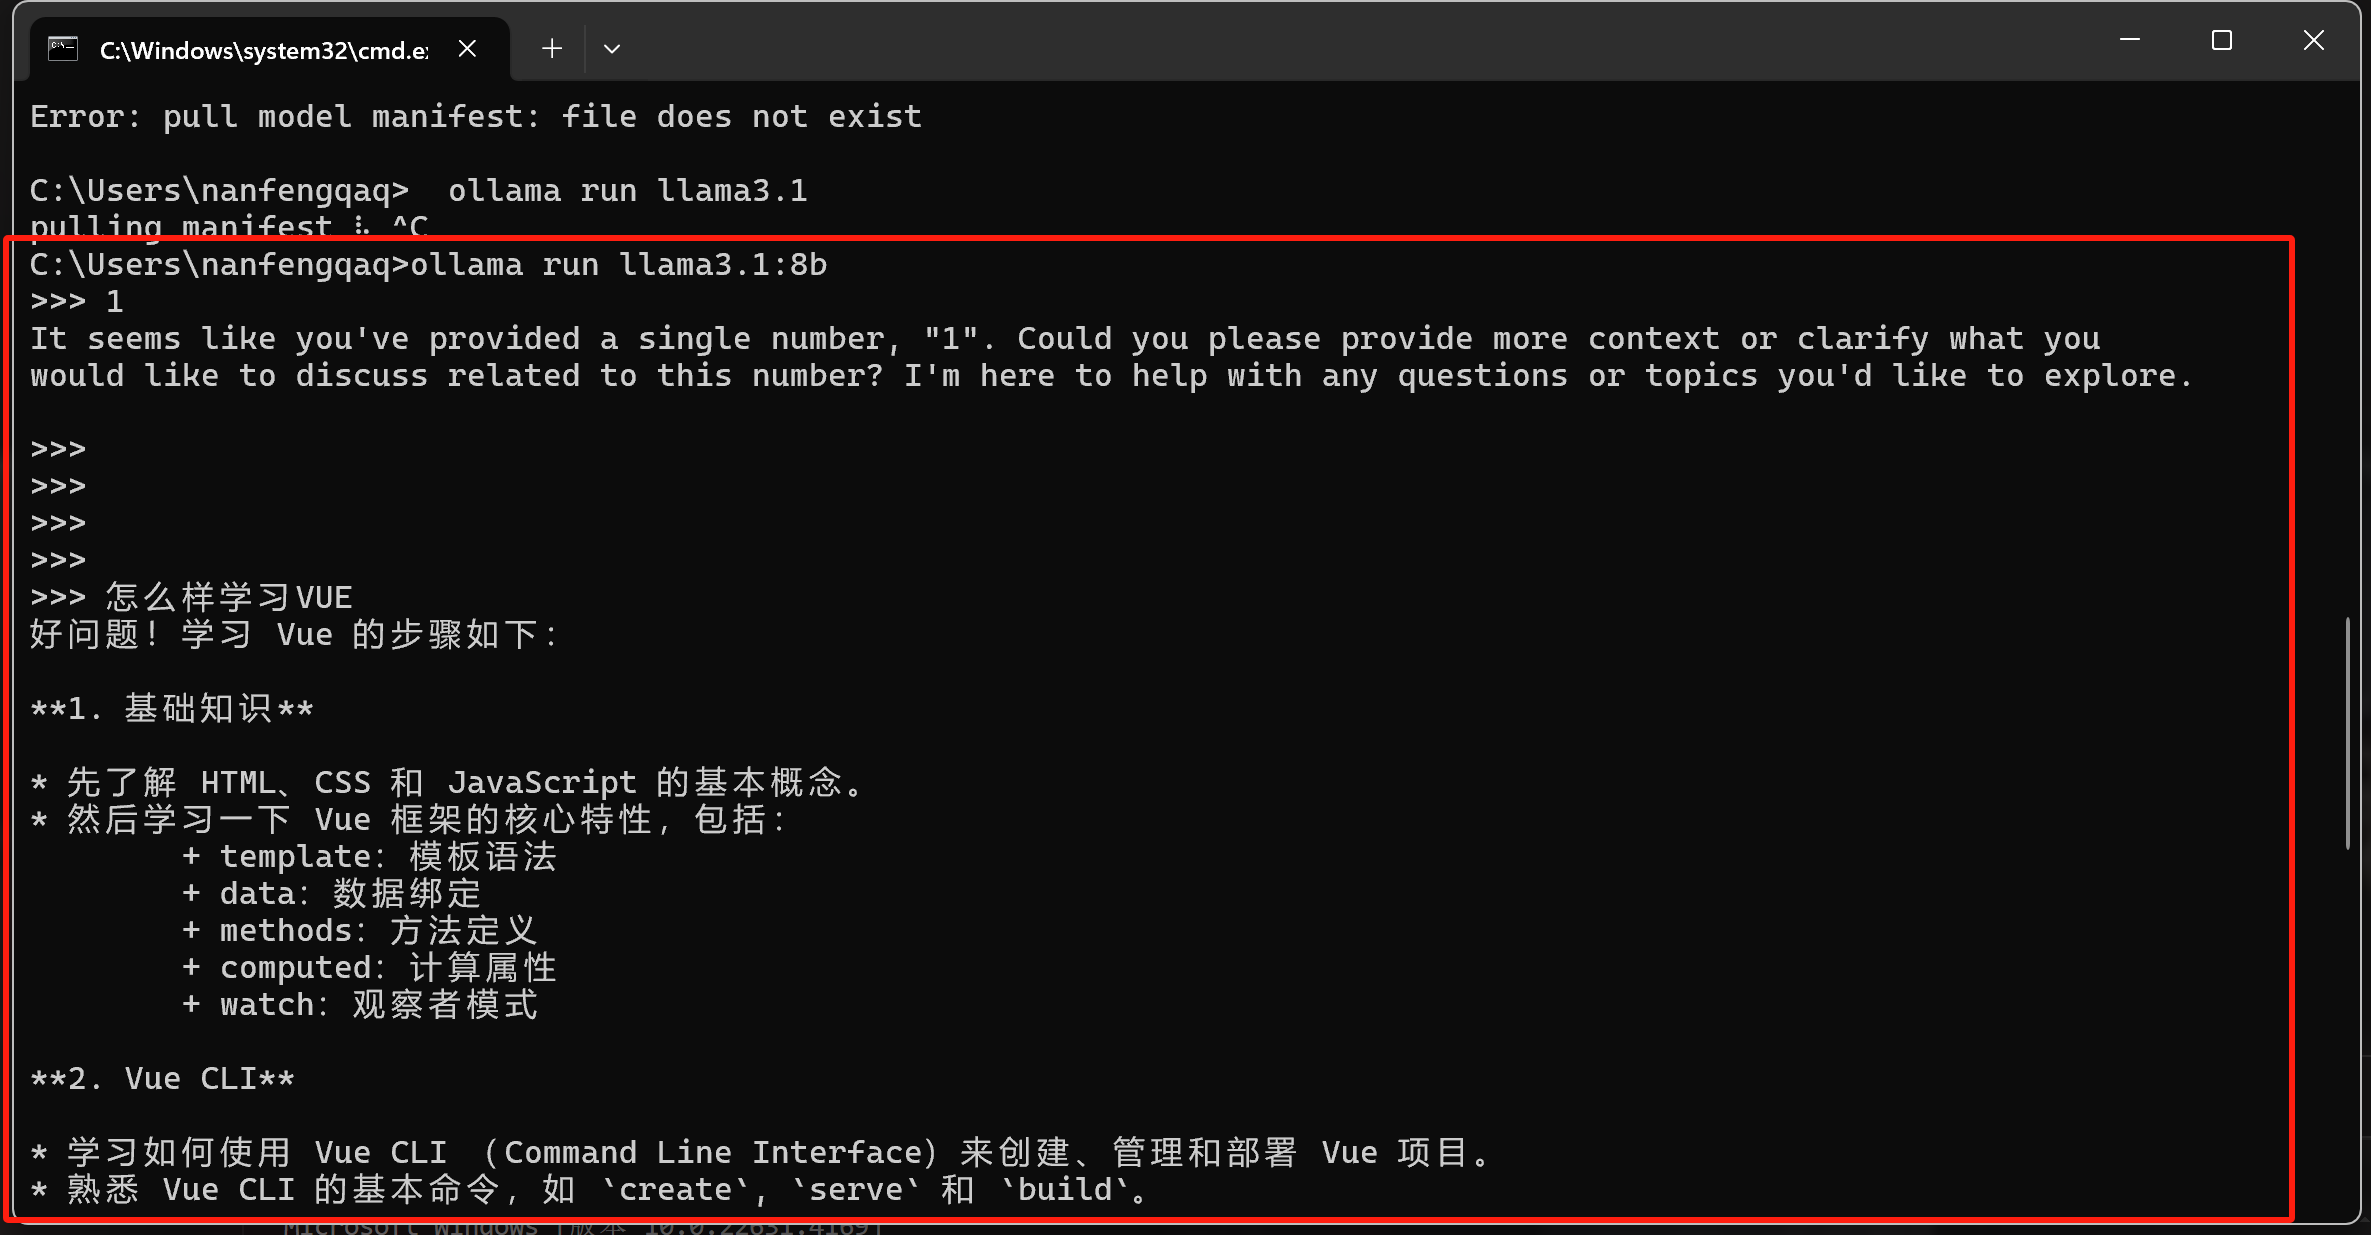 C:\Windows\system32\cmd.e
Error: pull model manifest: file does not exist
C:\Users\nanfengqaq>  ollama run llama3.1
pulling manifest ⠧ ^C
C:\Users\nanfengqaq>ollama run llama3.1:8b
>>> 1
It seems like you've provided a single number, "1". Could you please provide more context or clarify what you
would like to discuss related to this number? I'm here to help with any questions or topics you'd like to explore.
>>>
>>>
>>>
>>>
>>> 怎么样学习VUE
好问题！学习 Vue 的步骤如下：
**1. 基础知识**
* 先了解 HTML、CSS 和 JavaScript 的基本概念。
* 然后学习一下 Vue 框架的核心特性，包括：
+ template：模板语法
+ data：数据绑定
+ methods：方法定义
+ computed：计算属性
+ watch：观察者模式
**2. Vue CLI**
* 学习如何使用 Vue CLI （Command Line Interface）来创建、管理和部署 Vue 项目。
* 熟悉 Vue CLI 的基本命令，如 `create`, `serve` 和 `build`。
Microsoft Windows [版本 10.0.22631.4169]